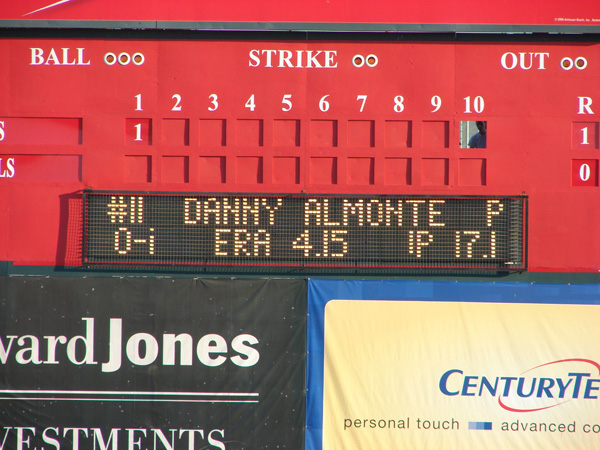 BALL STRIKE OUT
1 2 3 4 5 6 7 8 9 10 R
S 1 1
LS 0
#11 DANNY ALMONTE P
0-1 ERA 4.15 IP 17.1
ward Jones
VESTMENTS
CENTURYTE
personal touch advanced co